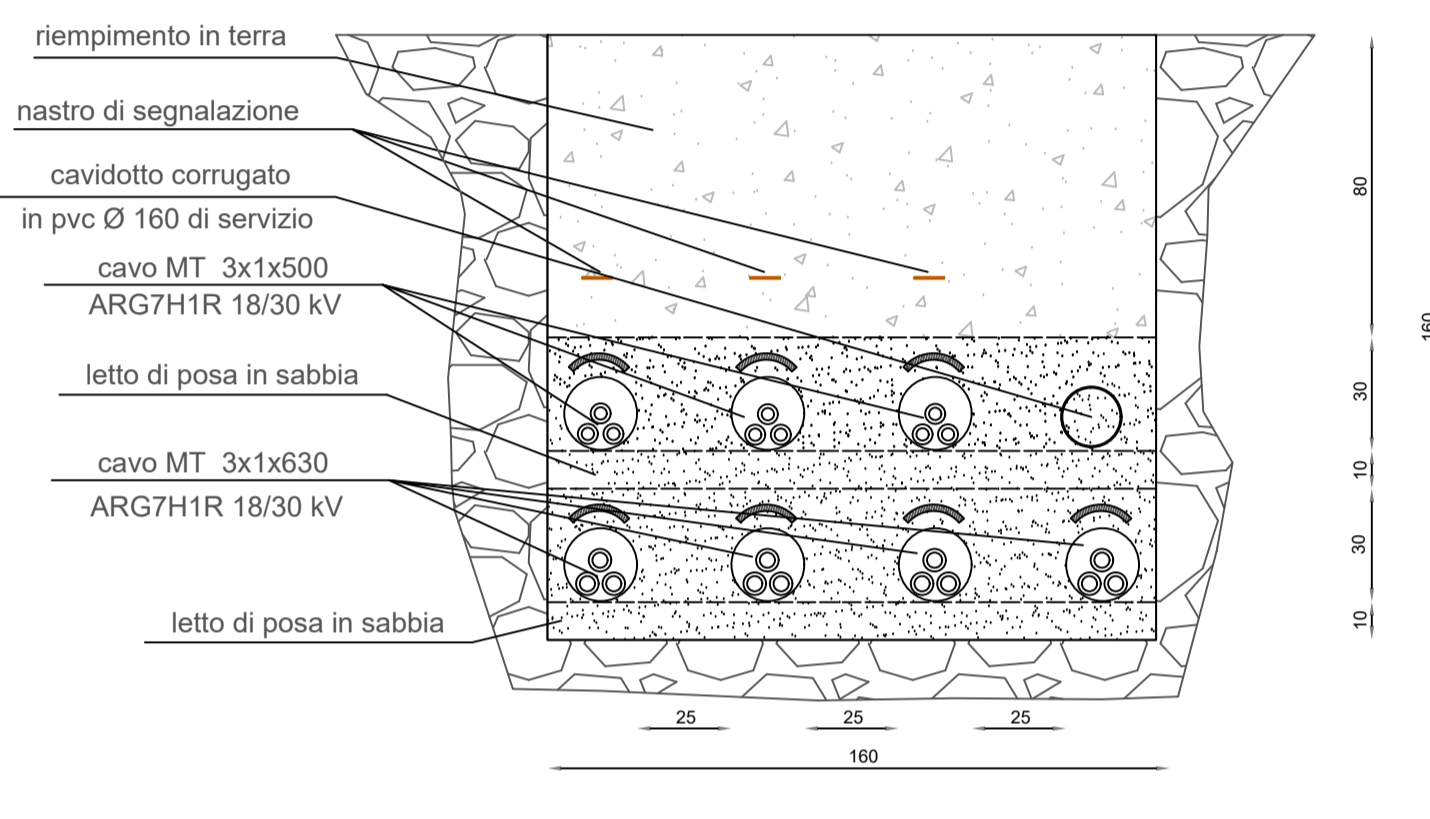 riempimento in terra
nastro di segnalazione
cavidotto corrugato
in pvc Ø 160 di servizio
cavo MT 3x1x500
ARG7H1R 18/30 kV
letto di posa in sabbia
cavo MT 3x1x630
ARG7H1R 18/30 kV
letto di posa in sabbia
80
30
10
30
10
160
25
25
25
160